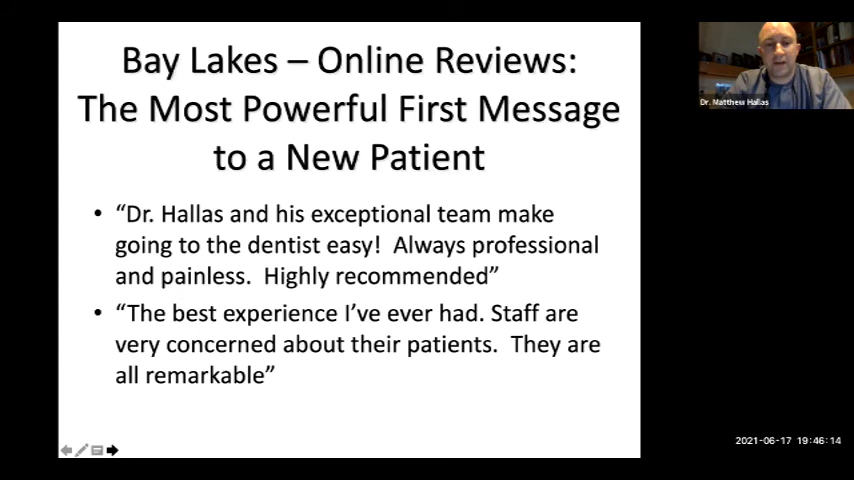 Bay Lakes – Online Reviews:
The Most Powerful First Message
to a New Patient
• “Dr. Hallas and his exceptional team make
going to the dentist easy!  Always professional
and painless.  Highly recommended”
• “The best experience I’ve ever had. Staff are
very concerned about their patients.  They are
all remarkable”
Dr. Matthew Hallas
2021-06-17 19:46:14